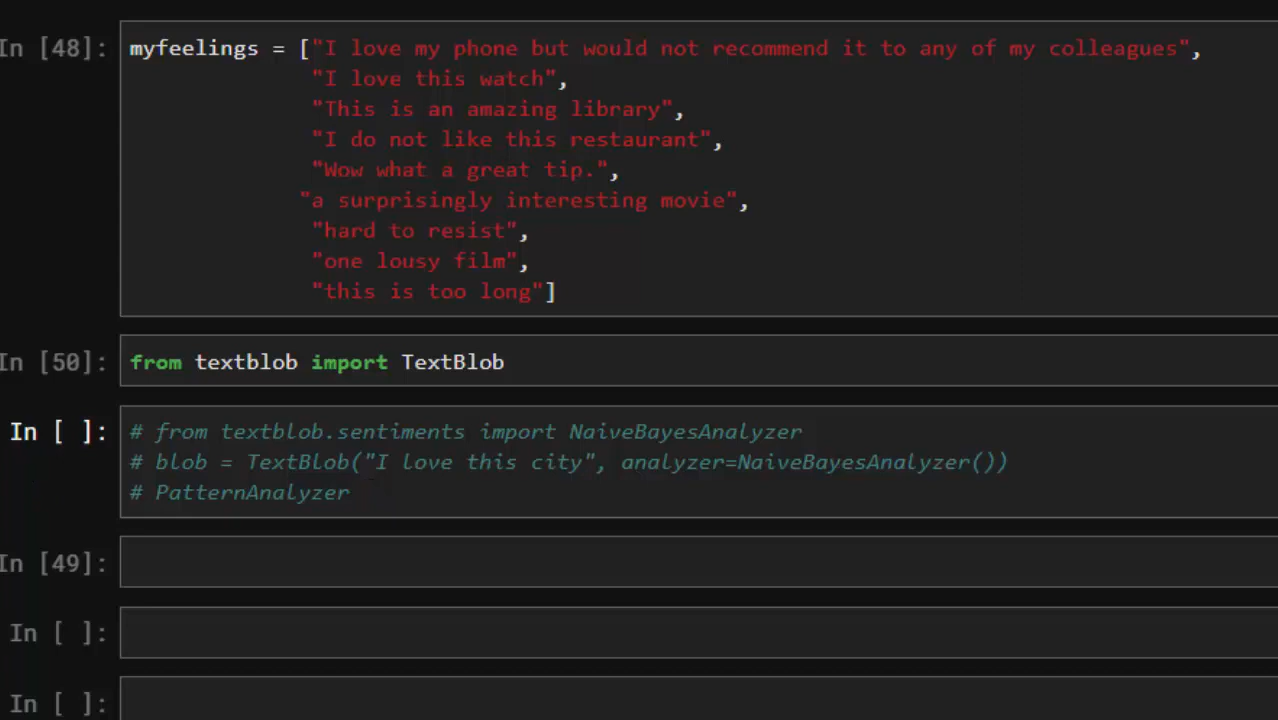 In [48]: myfeelings = ["I love my phone but would not recommend it to any of my colleagues",
"I love this watch",
"This is an amazing library",
"I do not like this restaurant",
"Wow what a great tip.",
"a surprisingly interesting movie",
"hard to resist",
"one lousy film",
"this is too long"]
In [50]: from textblob import TextBlob
In [ ]: # from textblob.sentiments import NaiveBayesAnalyzer
# blob = TextBlob("I love this city", analyzer=NaiveBayesAnalyzer())
# PatternAnalyzer
In [49]:
In [ ]:
In [ ]: